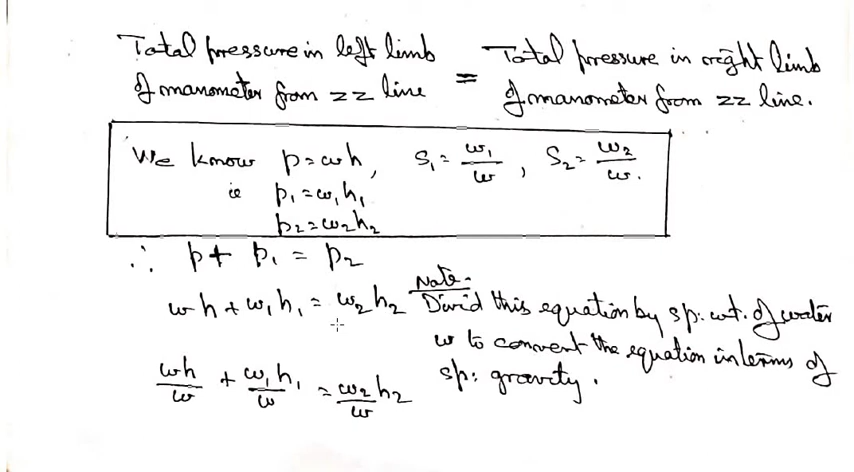 Total pressure in left limb = Total pressure in right limb
of manometer from zz line of manometer from zz line.
We know p=wh, S₁ = w₁/w , S₂ = w₂/w.
ie p₁=w₁h₁
p₂=w₂h₂
∴ p + p₁ = p₂
Note-
wh + w₁h₁ = w₂h₂ Divid this equation by sp: wt. of water
w to convert the equation in terms of
sp: gravity.
wh/w + w₁h₁/w = w₂h₂/w